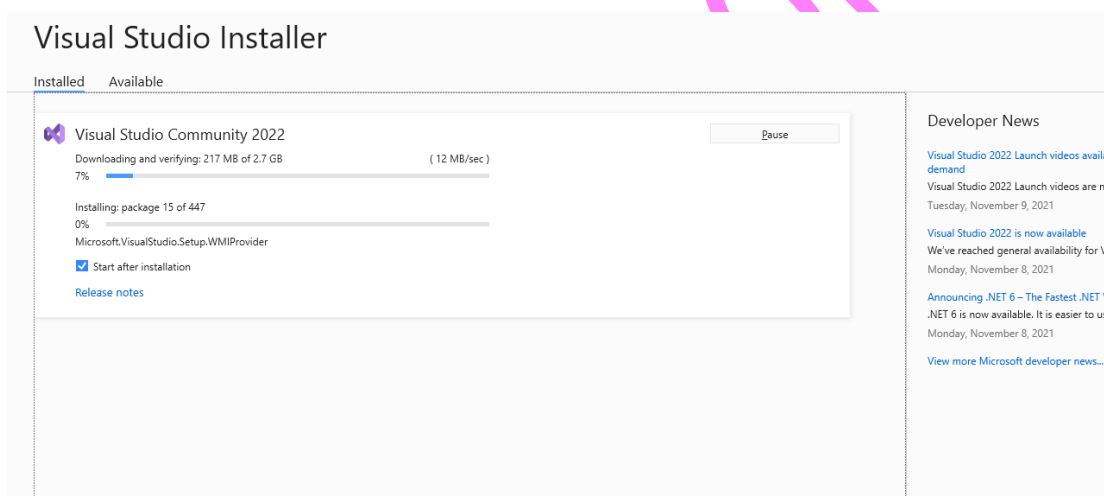 Visual Studio Installer
Installed Available
Visual Studio Community 2022
Pause
Downloading and verifying: 217 MB of 2.7 GB ( 12 MB/sec )
7%
Installing: package 15 of 447
0%
Microsoft.VisualStudio.Setup.WMIProvider
Start after installation
Release notes
Developer News
Visual Studio 2022 Launch videos
demand
Visual Studio 2022 Launch videos are
Tuesday, November 9, 2021
Visual Studio 2022 is now available
We've reached general availability for
Monday, November 8, 2021
Announcing .NET 6 – The Fastest .NET
.NET 6 is now available. It is easier to
Monday, November 8, 2021
View more Microsoft developer news...